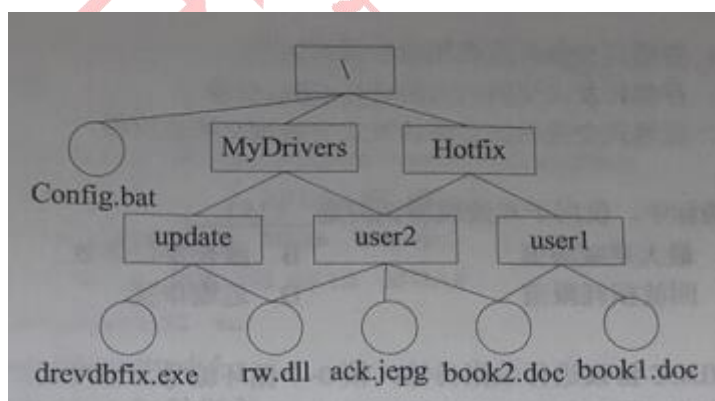 \
MyDrivers Hotfix
Config.bat
update user2 user1
drevdbfix.exe rw.dll ack.jepg book2.doc book1.doc